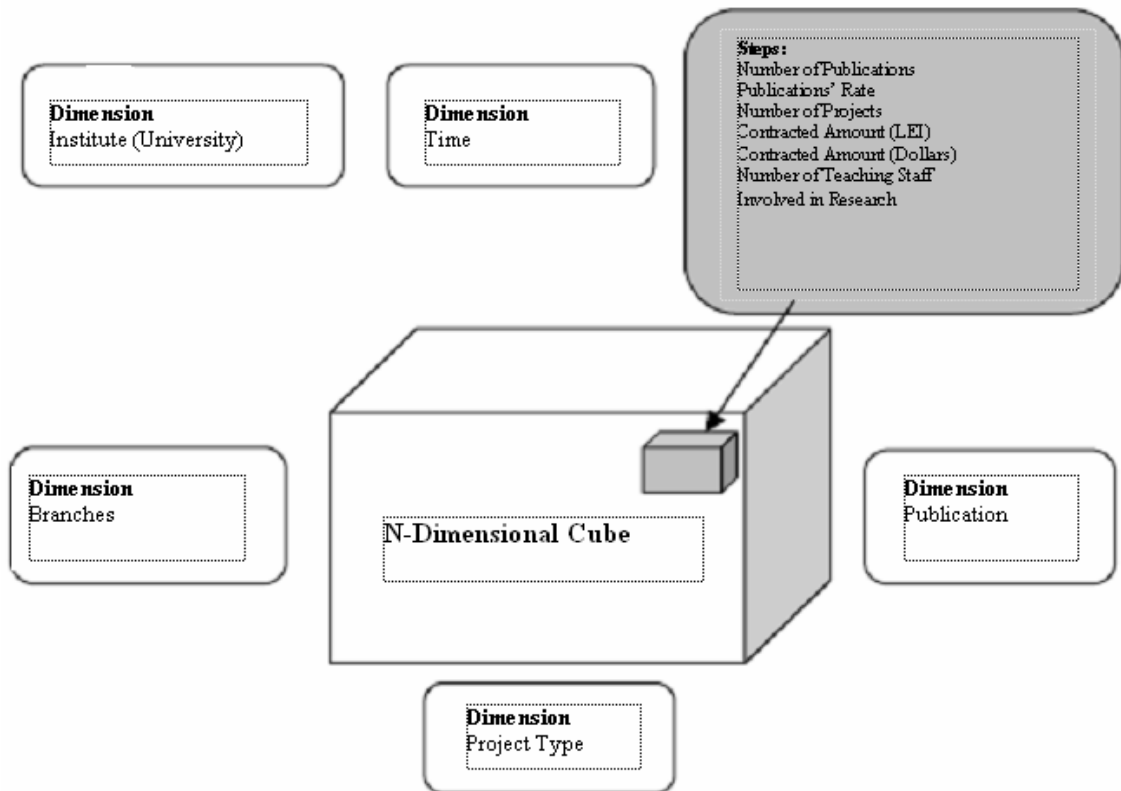 Dimension
Institute (University)
Dimension
Time
Steps:
Number of Publications
Publications' Rate
Number of Projects
Contracted Amount (LEI)
Contracted Amount (Dollars)
Number of Teaching Staff
Involved in Research
Dimension
Branches
N-Dimensional Cube
Dimension
Publication
Dimension
Project Type